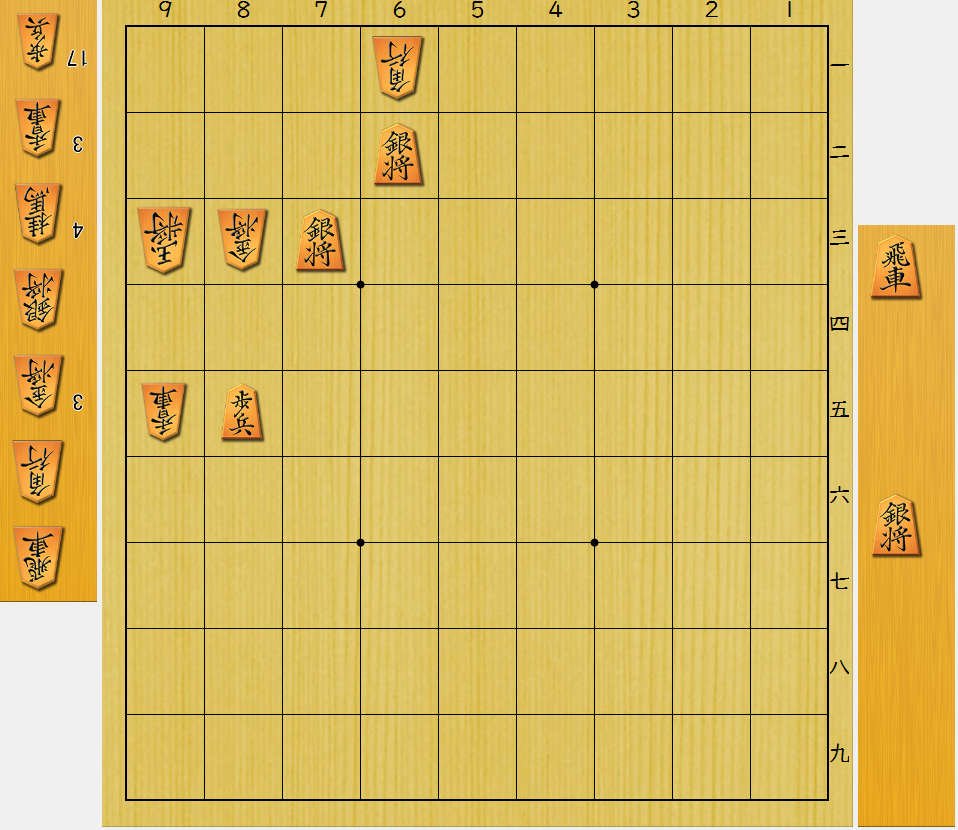 9 8 7 6 5 4 3 2 1
一
二
三
四
五
六
七
八
九
角行
銀将
玉将 金将 銀将
香車 歩兵
歩兵 17
香車 3
桂馬 4
銀将
金将 3
角行
飛車
飛車
銀将